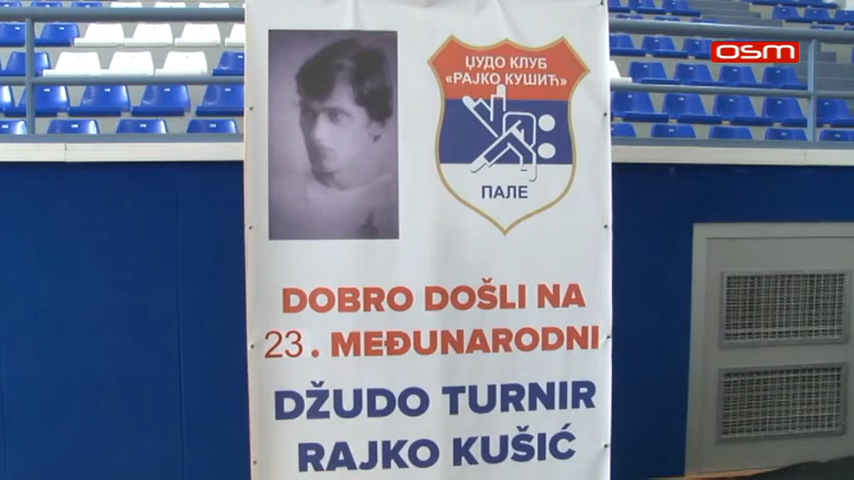 osm
ЏУДО КЛУБ
«РАЈКО КУШИЋ»
ПАЛЕ
DOBRO DOŠLI NA
23. MEĐUNARODNI
DŽUDO TURNIR
RAJKO KUŠIĆ